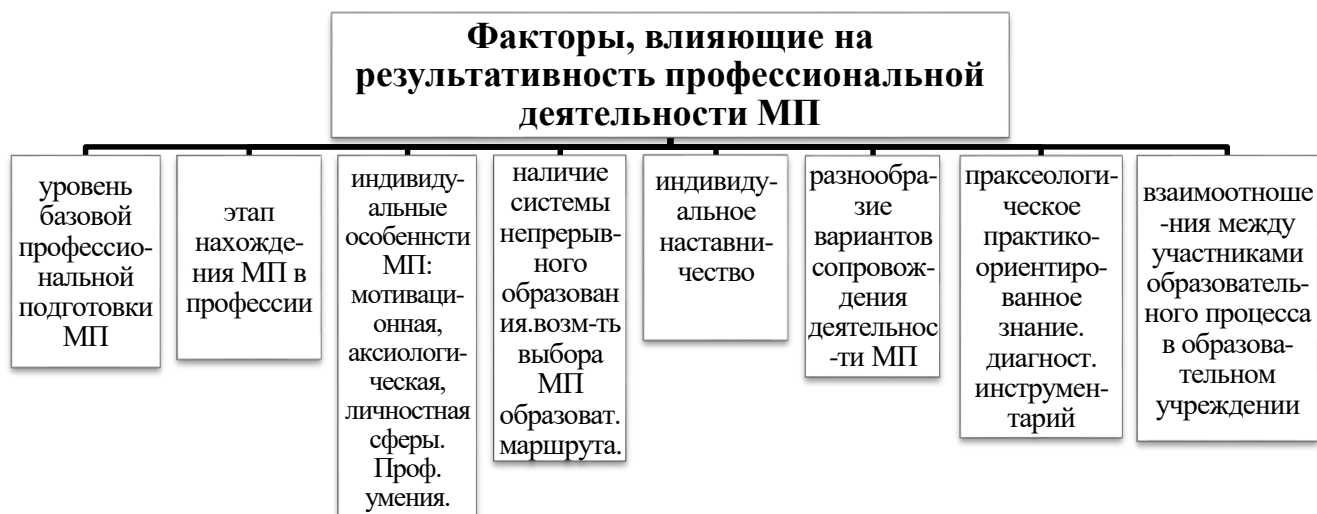 Факторы, влияющие на
результативность профессиональной
деятельности МП
уровень
базовой
профессио-
нальной
подготовки
МП
этап
нахожде-
ния МП в
профессии
индивиду-
альные
особеннсти
МП:
мотиваци-
онная,
аксиологи-
ческая,
личностная
сферы.
Проф.
умения.
наличие
системы
непрерыв-
ного
образован
ия.возм-ть
выбора
МП
образоват.
маршрута.
индивиду-
альное
наставни-
чество
разнообра-
зие
вариантов
сопровож-
дения
деятельнос
-ти МП
праксеологи-
ческое
практико-
ориентиро-
ванное
знание.
диагност.
инструмен-
тарий
взаимоотноше
-ния между
участниками
образователь-
ного процесса
в образова-
тельном
учреждении